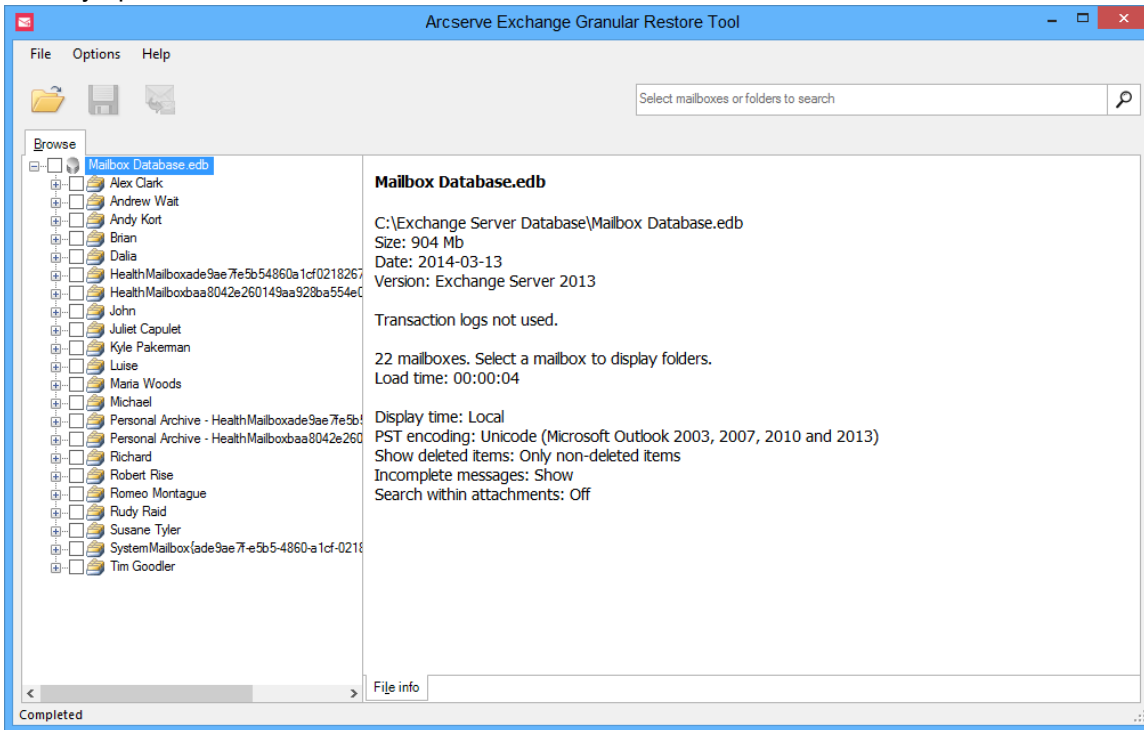 Arcserve Exchange Granular Restore Tool
File Options Help
Select mailboxes or folders to search
Browse
Mailbox Database.edb
Alex Clark
Andrew Wait
Andy Kort
Brian
Dalia
HealthMailboxade9ae7fe5b54860a1cf0218267
HealthMailboxbaa8042e260149aa928ba554e0
John
Juliet Capulet
Kyle Pakerman
Luise
Maria Woods
Michael
Personal Archive - HealthMailboxade9ae7fe5b5
Personal Archive - HealthMailboxbaa8042e260
Richard
Robert Rise
Romeo Montague
Rudy Raid
Susane Tyler
SystemMailbox{ade9ae7f-e5b5-4860-a1cf-0218
Tim Goodler
Mailbox Database.edb
C:\Exchange Server Database\Mailbox Database.edb
Size: 904 Mb
Date: 2014-03-13
Version: Exchange Server 2013
Transaction logs not used.
22 mailboxes. Select a mailbox to display folders.
Load time: 00:00:04
Display time: Local
PST encoding: Unicode (Microsoft Outlook 2003, 2007, 2010 and 2013)
Show deleted items: Only non-deleted items
Incomplete messages: Show
Search within attachments: Off
File info
Completed